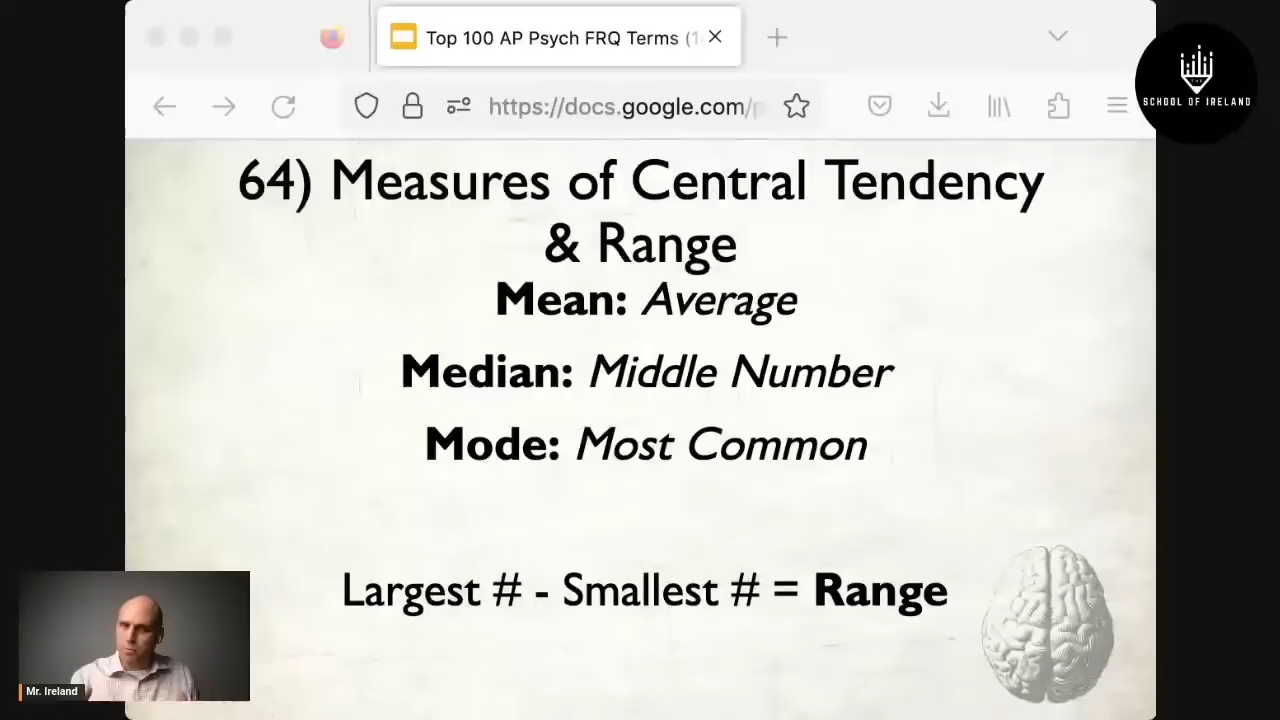 Top 100 AP Psych FRQ Terms (1
https://docs.google.com/p
THE
SCHOOL OF IRELAND
64) Measures of Central Tendency
& Range
Mean: Average
Median: Middle Number
Mode: Most Common
Largest # - Smallest # = Range
Mr. Ireland